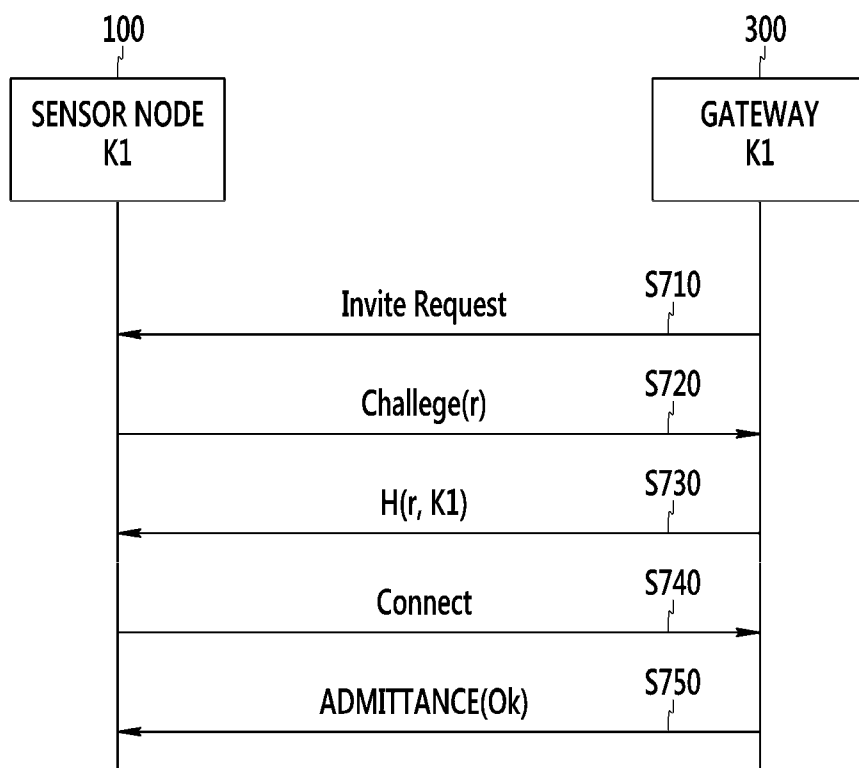 100
300
SENSOR NODE
K1
GATEWAY
K1
Invite Request
S710
Challege(r)
S720
H(r, K1)
S730
Connect
S740
ADMITTANCE(Ok)
S750